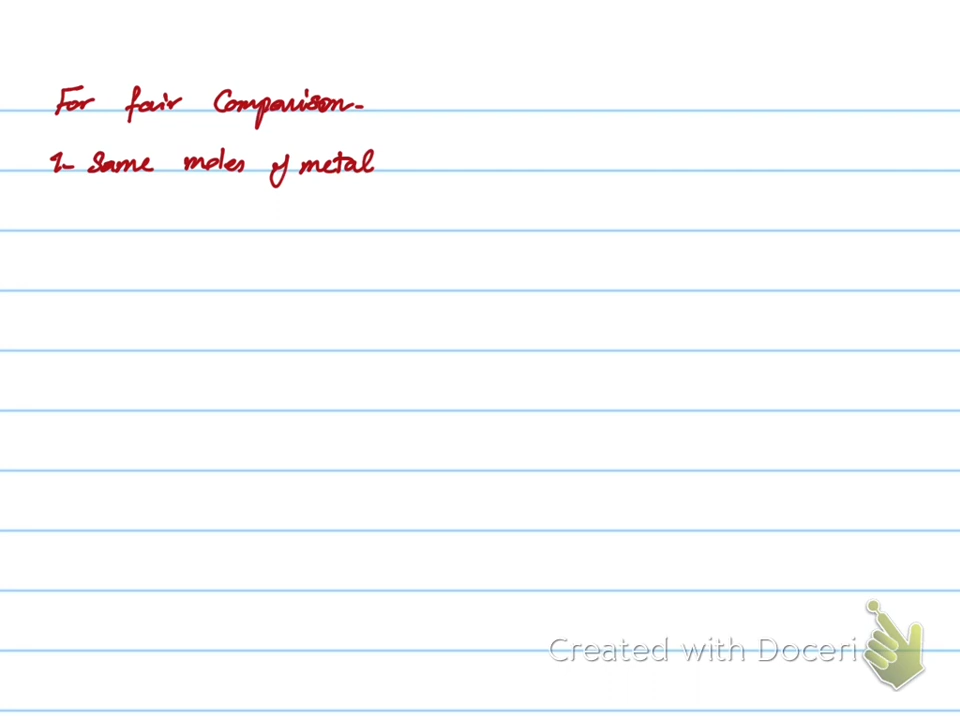 For fair Comparison-
1- Same moles of metal
Created with Doceri